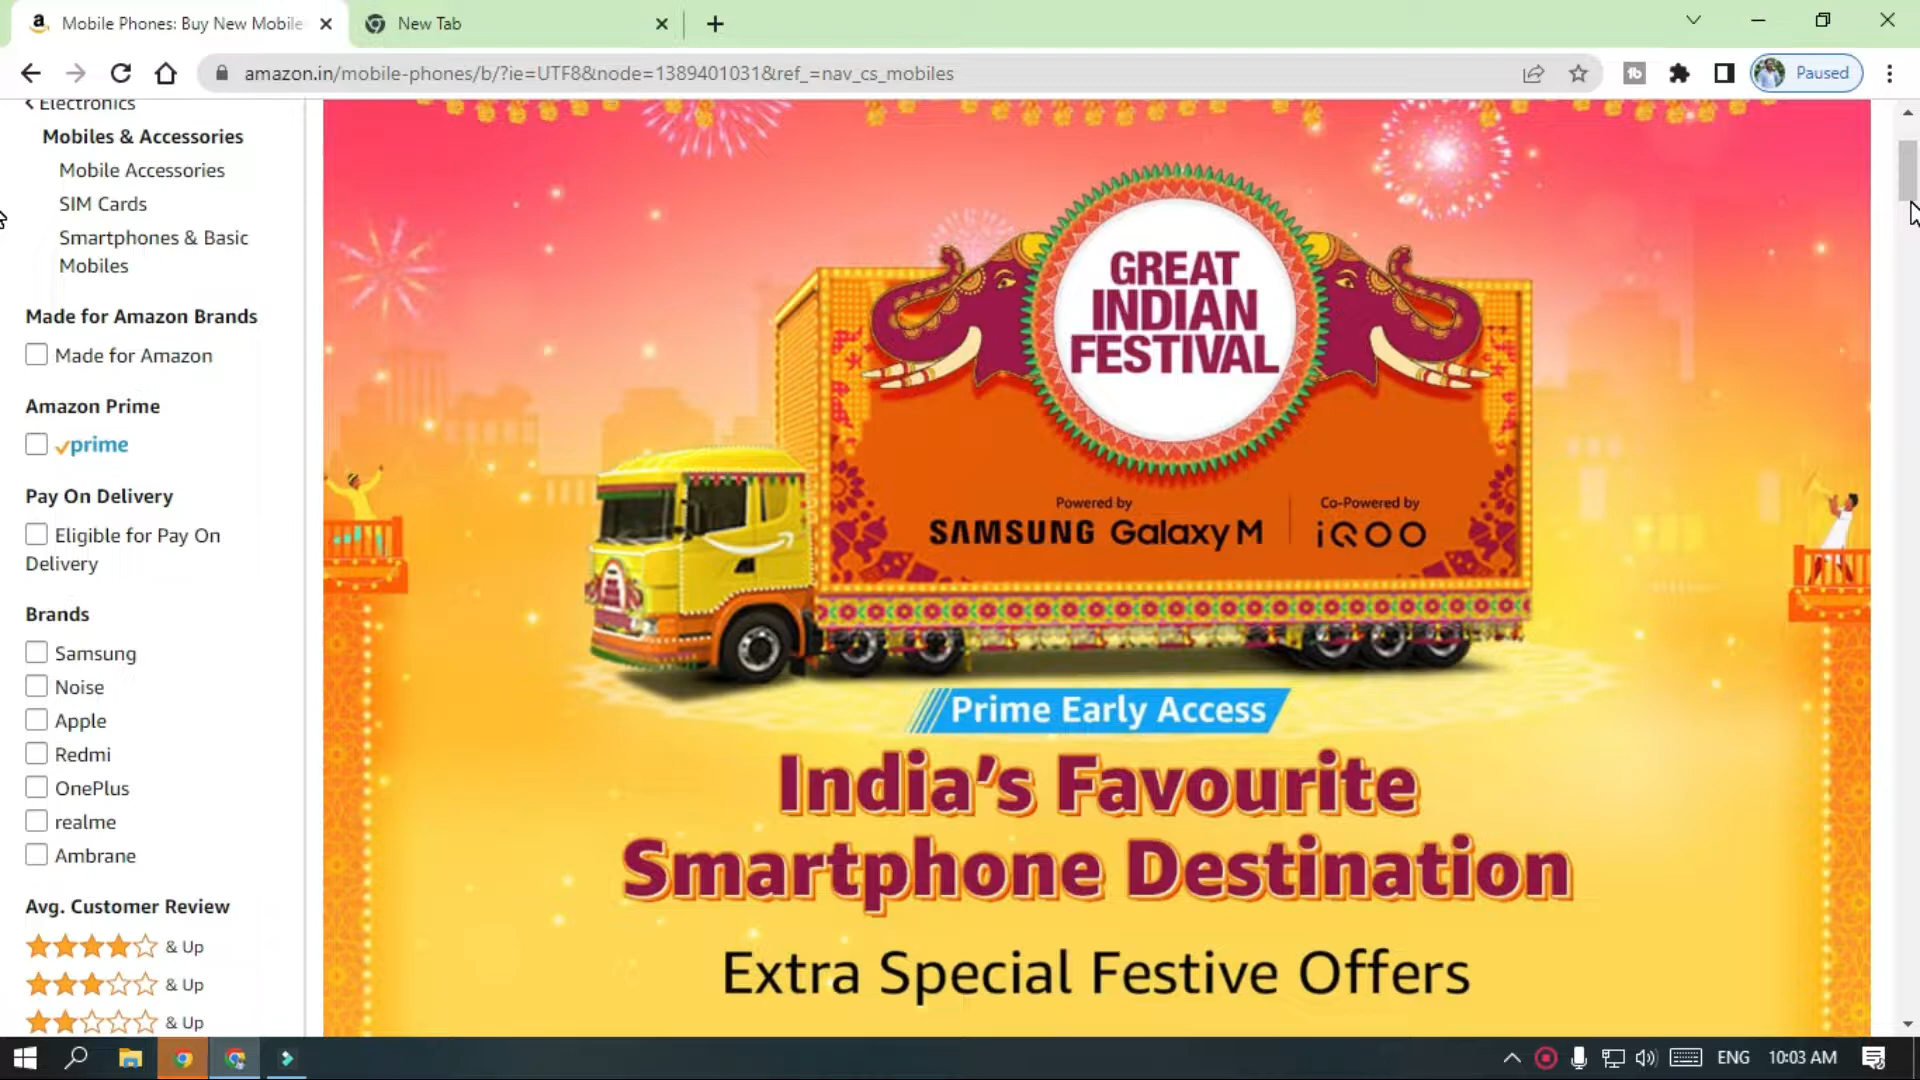 Mobile Phones: Buy New Mobile
New Tab
amazon.in/mobile-phones/b/?ie=UTF8&node=1389401031&ref_=nav_cs_mobiles
Paused
Electronics
Mobiles & Accessories
Mobile Accessories
SIM Cards
Smartphones & Basic
Mobiles
Made for Amazon Brands
Made for Amazon
Amazon Prime
prime
Pay On Delivery
Eligible for Pay On
Delivery
Brands
Samsung
Noise
Apple
Redmi
OnePlus
realme
Ambrane
Avg. Customer Review
& Up
& Up
& Up
GREAT
INDIAN
FESTIVAL
Powered by
SAMSUNG Galaxy M
Co-Powered by
iQOO
Prime Early Access
India's Favourite
Smartphone Destination
Extra Special Festive Offers
ENG
10:03 AM